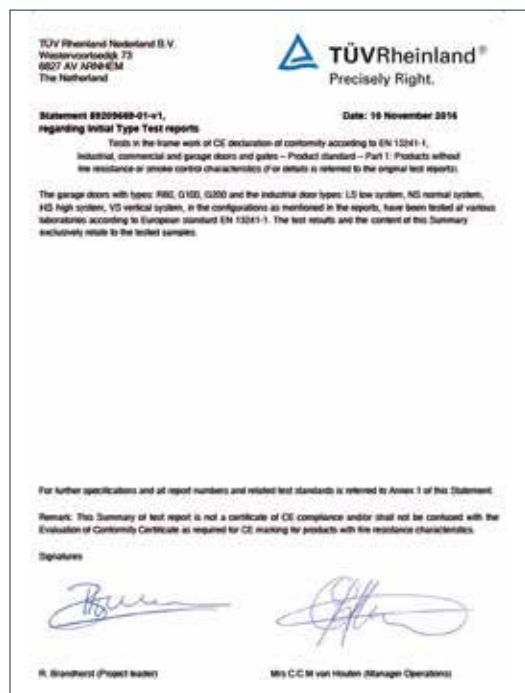 TÜV Rheinland Nederland B.V.
Westervoortsedijk 73
6827 AV ARNHEM
The Netherland
TÜVRheinland®
Precisely Right.
Statement 89209689-01-v1,
regarding Initial Type Test reports
Date: 10 November 2016
Tests in the frame work of CE declaration of conformity according to EN 13241-1,
Industrial, commercial and garage doors and gates – Product standard – Part 1: Products without
fire resistance or smoke control characteristics (For details is referred to the original test reports).
The garage doors with types: R60, G100, G200 and the industrial door types: LS low system, NS normal system,
HS high system, VS vertical system, in the configurations as mentioned in the reports, have been tested at various
laboratories according to European standard EN 13241-1. The test results and the content of this Summary
exclusively relate to the tested samples.
For further specifications and all report numbers and related test standards is referred to Annex 1 of this Statement
Remark: This Summary of test report is not a certificate of CE compliance and/or shall not be confused with the
Evaluation of Conformity Certificate as required for CE marking for products with fire resistance characteristics.
Signatures
R. Brandhorst (Project leader)
Mrs C.C.M van Houten (Manager Operations)